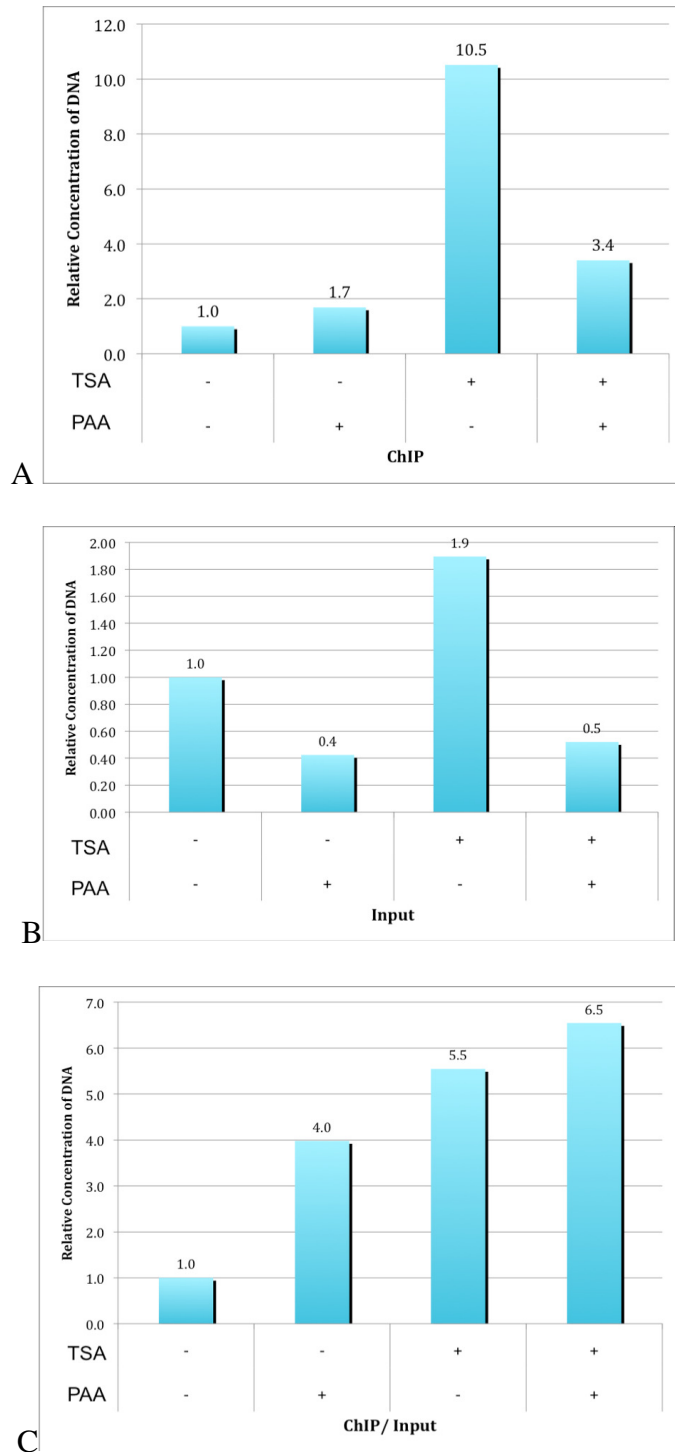 12.0
10.0
8.0
6.0
4.0
2.0
0.0
Relative Concentration of DNA
1.0
1.7
10.5
3.4
TSA - - + +
PAA - + - +
ChIP
A
2.00
1.80
1.60
1.40
1.20
1.00
0.80
0.60
0.40
0.20
0.00
Relative Concentration of DNA
1.0
0.4
1.9
0.5
TSA - - + +
PAA - + - +
Input
B
7.0
6.0
5.0
4.0
3.0
2.0
1.0
0.0
Relative Concentration of DNA
1.0
4.0
5.5
6.5
TSA - - + +
PAA - + - +
ChIP/ Input
C